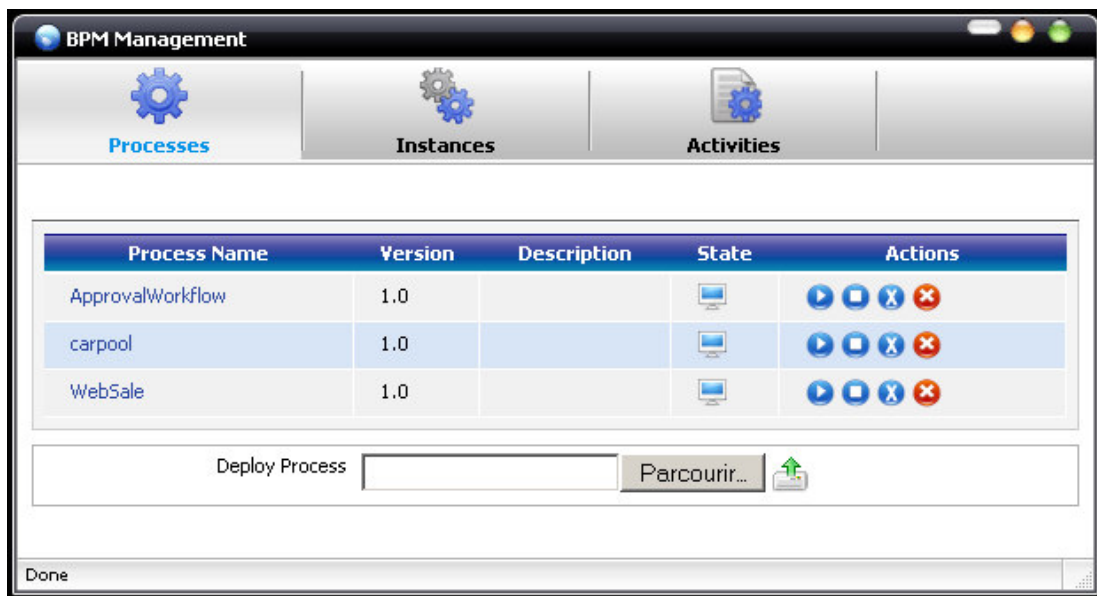 BPM Management
Processes Instances Activities
Process Name Version Description State Actions
ApprovalWorkflow 1.0
carpool 1.0
WebSale 1.0
Deploy Process Parcourir...
Done